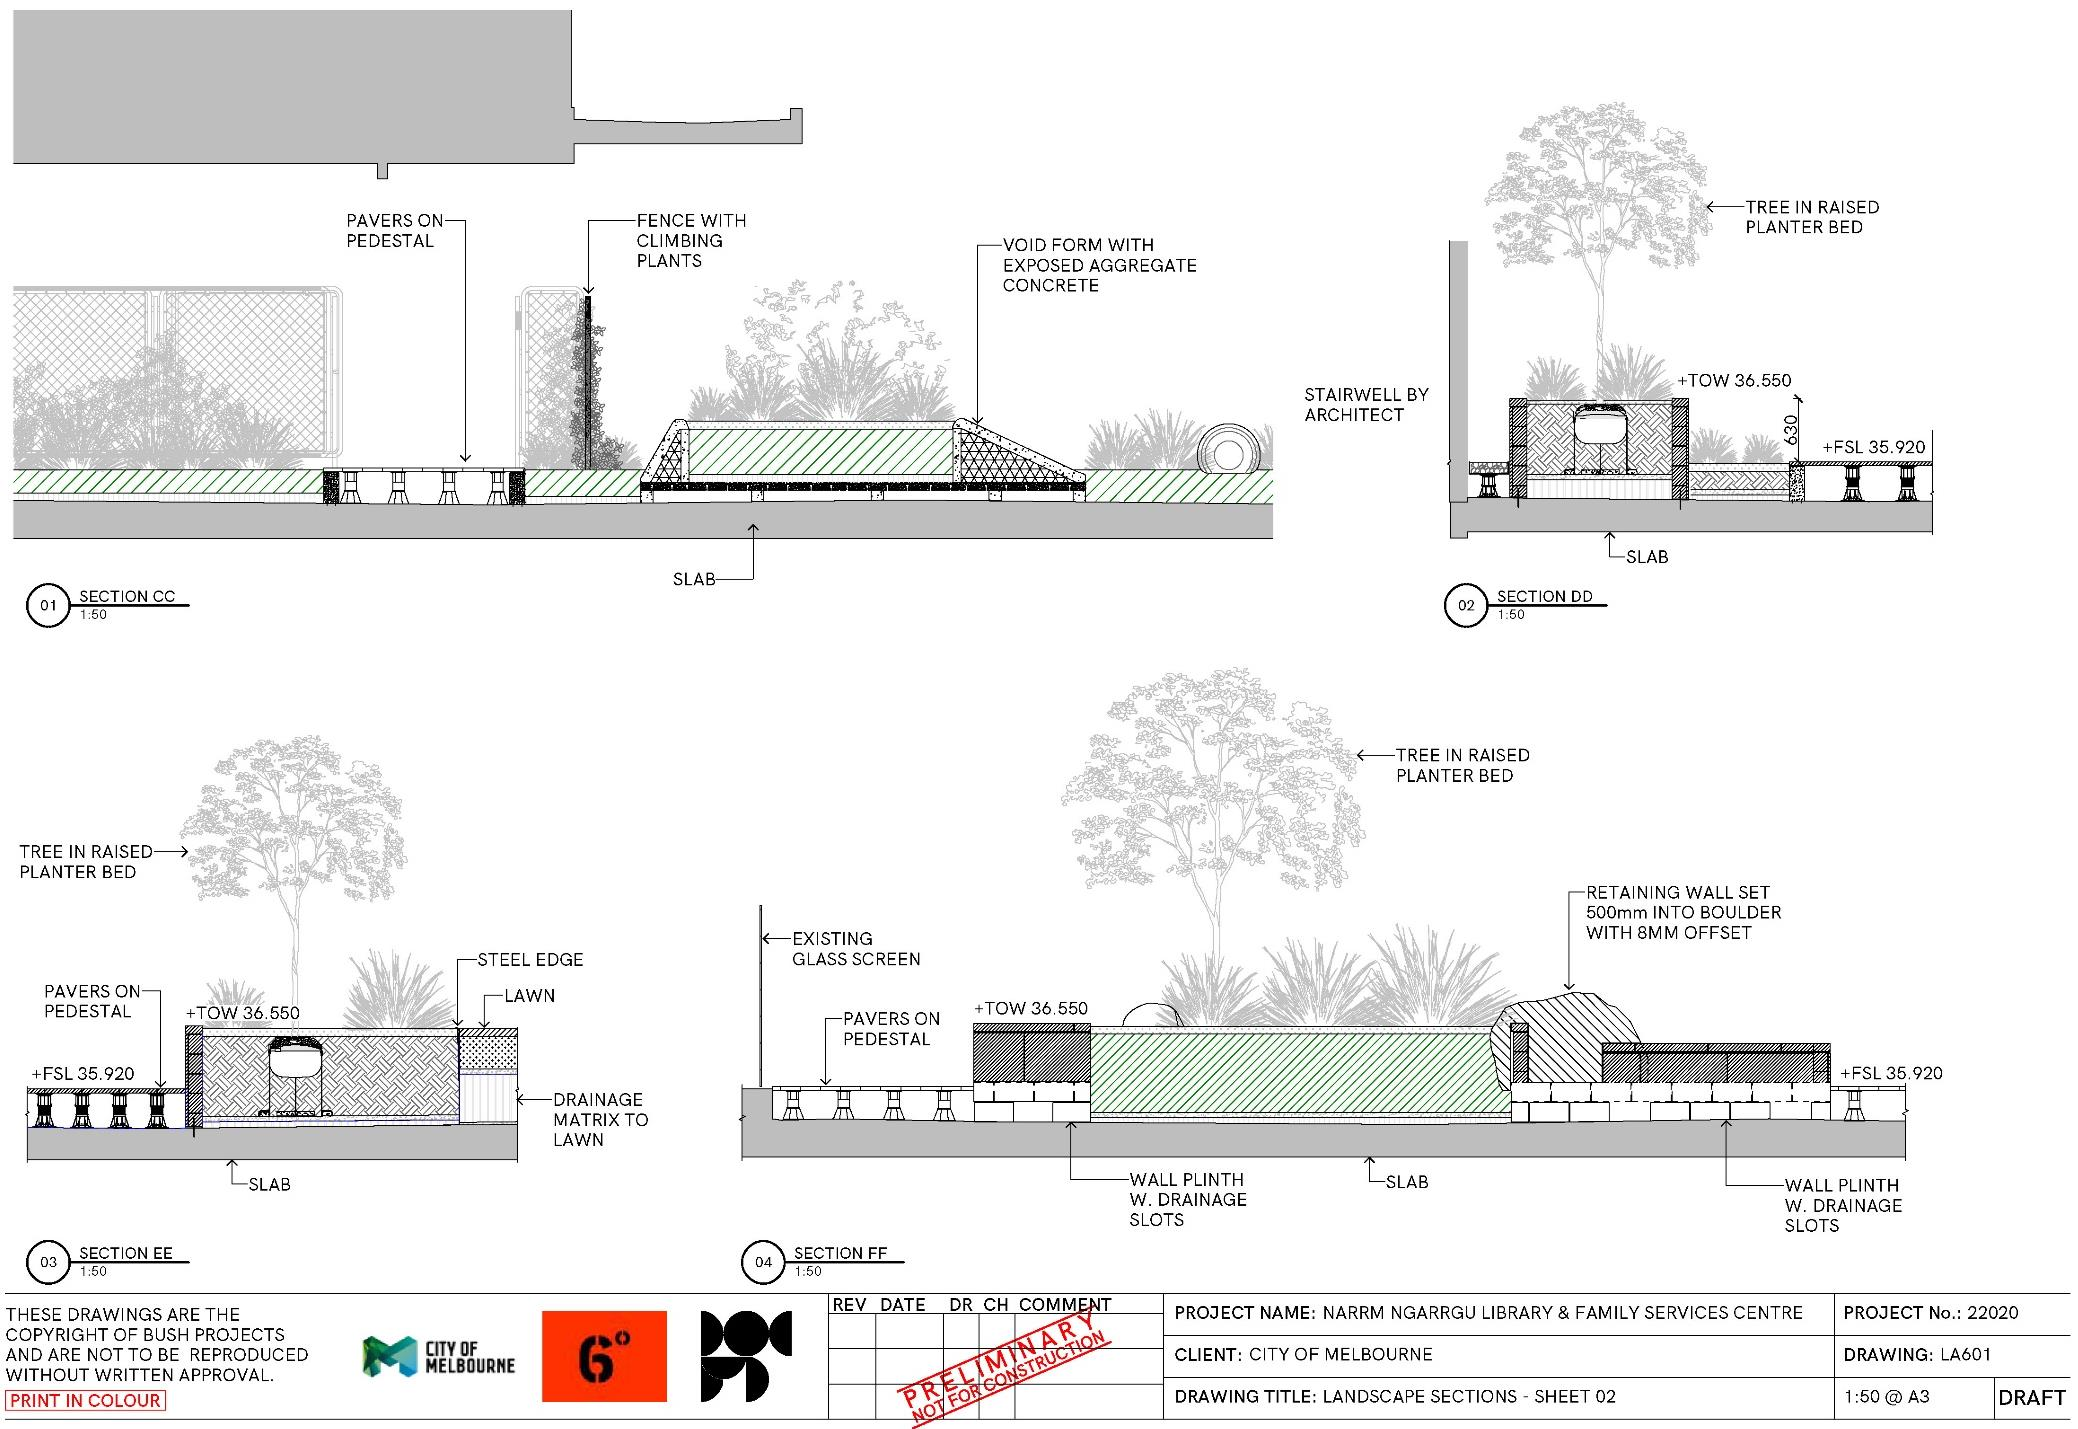 PAVERS ON
PEDESTAL
FENCE WITH
CLIMBING
PLANTS
VOID FORM WITH
EXPOSED AGGREGATE
CONCRETE
SLAB
01
SECTION CC
1:50
TREE IN RAISED
PLANTER BED
STAIRWELL BY
ARCHITECT
+TOW 36.550
630
+FSL 35.920
SLAB
02
SECTION DD
1:50
TREE IN RAISED
PLANTER BED
STEEL EDGE
LAWN
PAVERS ON
PEDESTAL
+TOW 36.550
+FSL 35.920
DRAINAGE
MATRIX TO
LAWN
SLAB
03
SECTION EE
1:50
TREE IN RAISED
PLANTER BED
RETAINING WALL SET
500mm INTO BOULDER
WITH 8MM OFFSET
EXISTING
GLASS SCREEN
+TOW 36.550
PAVERS ON
PEDESTAL
+FSL 35.920
WALL PLINTH
W. DRAINAGE
SLOTS
SLAB
WALL PLINTH
W. DRAINAGE
SLOTS
04
SECTION FF
1:50
THESE DRAWINGS ARE THE
COPYRIGHT OF BUSH PROJECTS
AND ARE NOT TO BE REPRODUCED
WITHOUT WRITTEN APPROVAL.
PRINT IN COLOUR
CITY OF
MELBOURNE
6°
REV DATE DR CH COMMENT
PRELIMINARY
NOT FOR CONSTRUCTION
PROJECT NAME: NARRM NGARRGU LIBRARY & FAMILY SERVICES CENTRE
CLIENT: CITY OF MELBOURNE
DRAWING TITLE: LANDSCAPE SECTIONS - SHEET 02
PROJECT No.: 22020
DRAWING: LA601
1:50 @ A3
DRAFT